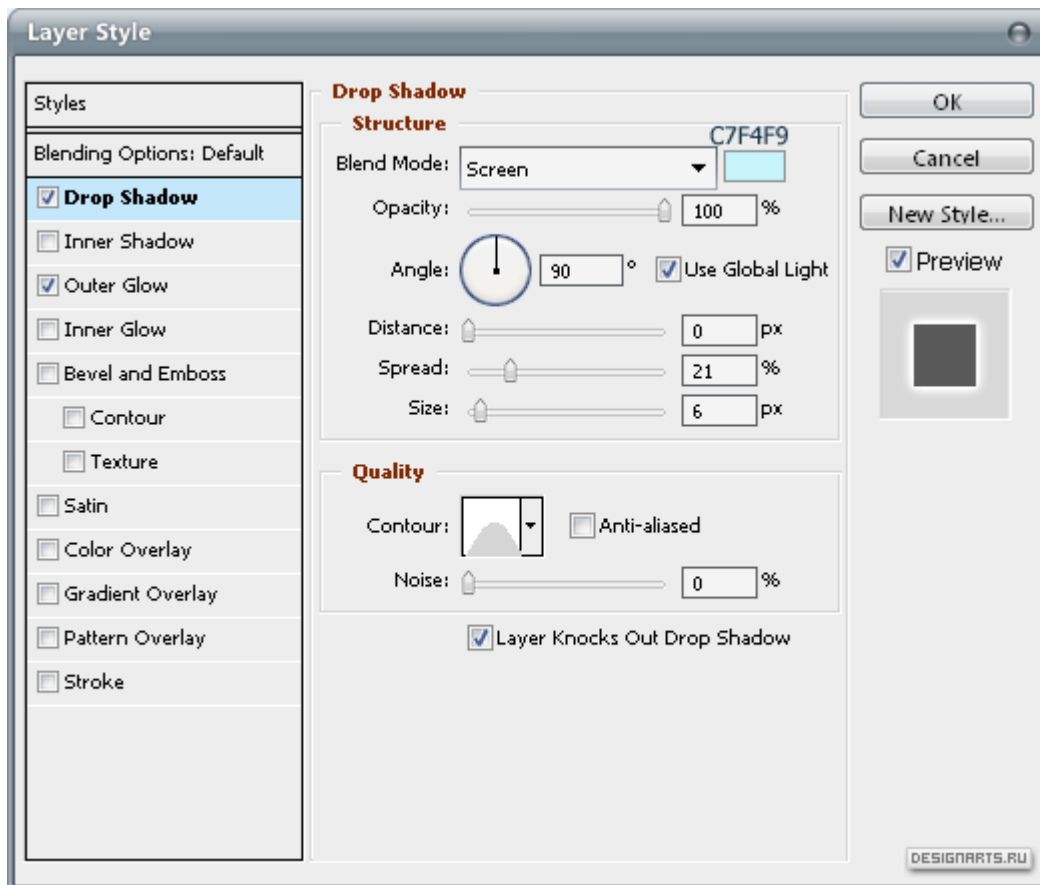 Layer Style
Styles
Blending Options: Default
Drop Shadow
Inner Shadow
Outer Glow
Inner Glow
Bevel and Emboss
Contour
Texture
Satin
Color Overlay
Gradient Overlay
Pattern Overlay
Stroke
Drop Shadow
Structure
C7F4F9
Blend Mode: Screen
Opacity: 100 %
Angle: 90 ° Use Global Light
Distance: 0 px
Spread: 21 %
Size: 6 px
Quality
Contour: Anti-aliased
Noise: 0 %
Layer Knocks Out Drop Shadow
OK
Cancel
New Style...
Preview
DESIGNARTS.RU